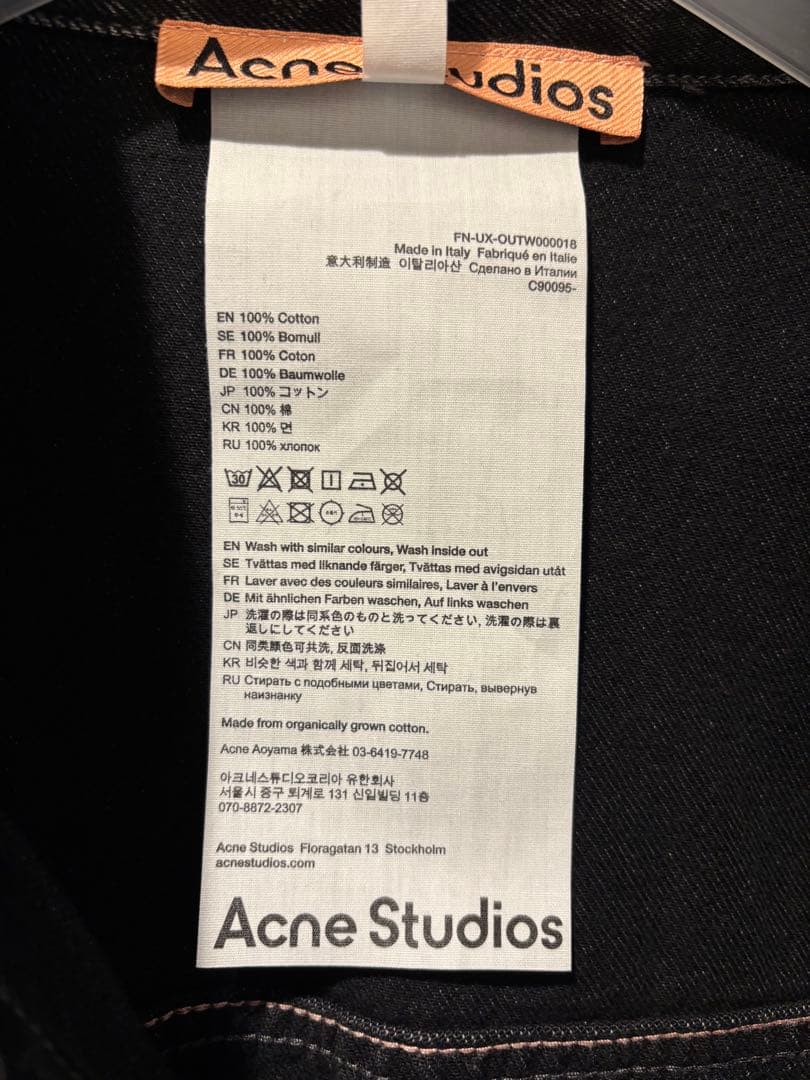 Acne Studios
FN-UX-OUTW000018
Made in Italy Fabriqué en Italie
意大利制造 이탈리아산 Сделано в Италии
C90095-
EN 100% Cotton
SE 100% Bomull
FR 100% Coton
DE 100% Baumwolle
JP 100% コットン
CN 100% 棉
KR 100% 면
RU 100% хлопок
30
EN Wash with similar colours, Wash inside out
SE Tvättas med liknande färger, Tvättas med avigsidan utåt
FR Laver avec des couleurs similaires, Laver à l'envers
DE Mit ähnlichen Farben waschen, Auf links waschen
JP 洗濯の際は同系色のものと洗ってください, 洗濯の際は裏
返しにしてください
CN 同类颜色可共洗, 反面洗涤
KR 비슷한 색과 함께 세탁, 뒤집어서 세탁
RU Стирать с подобными цветами, Стирать, вывернув
наизнанку
Made from organically grown cotton.
Acne Aoyama 株式会社 03-6419-7748
아크네스튜디오코리아 유한회사
서울시 중구 퇴계로 131 신일빌딩 11층
070-8872-2307
Acne Studios Floragatan 13 Stockholm
acnestudios.com
Acne Studios